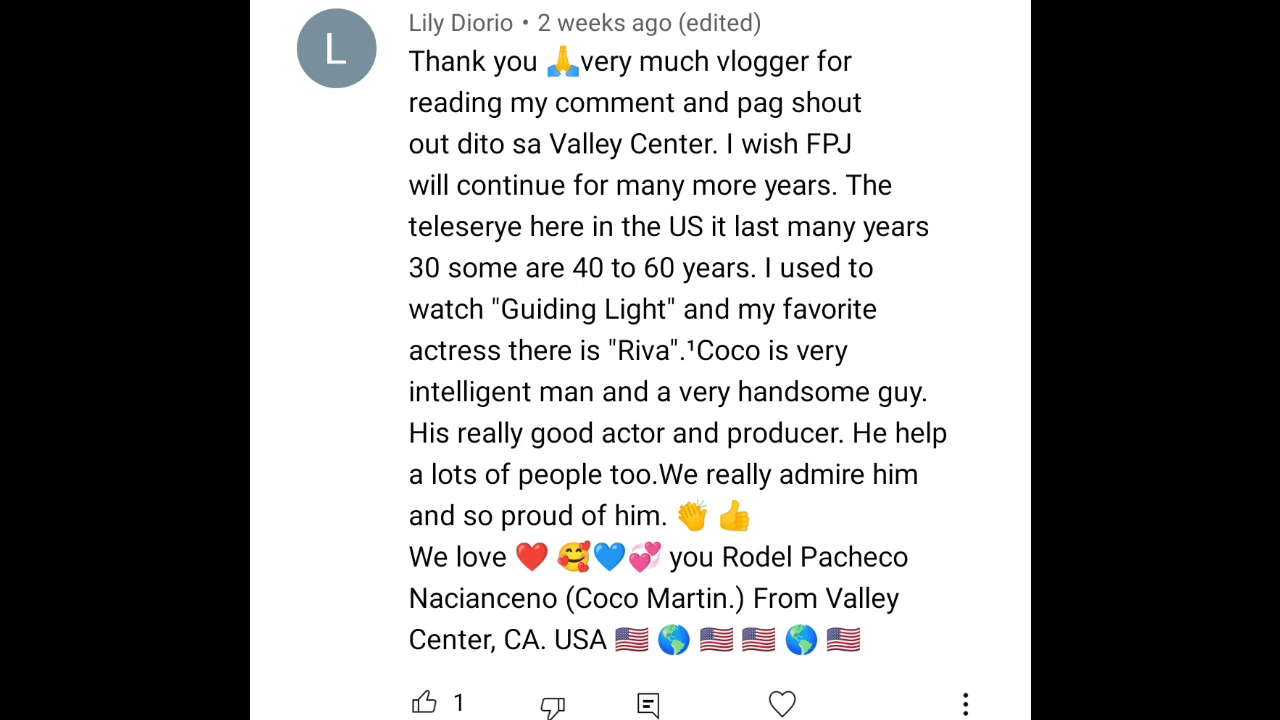 L
Lily Diorio • 2 weeks ago (edited)
Thank you 🙏very much vlogger for
reading my comment and pag shout
out dito sa Valley Center. I wish FPJ
will continue for many more years. The
teleserye here in the US it last many years
30 some are 40 to 60 years. I used to
watch "Guiding Light" and my favorite
actress there is "Riva".¹Coco is very
intelligent man and a very handsome guy.
His really good actor and producer. He help
a lots of people too.We really admire him
and so proud of him. 👏 👍
We love ❤️ 🥰💙💞 you Rodel Pacheco
Nacianceno (Coco Martin.) From Valley
Center, CA. USA 🇺🇸 🌎 🇺🇸 🇺🇸 🌎 🇺🇸
1